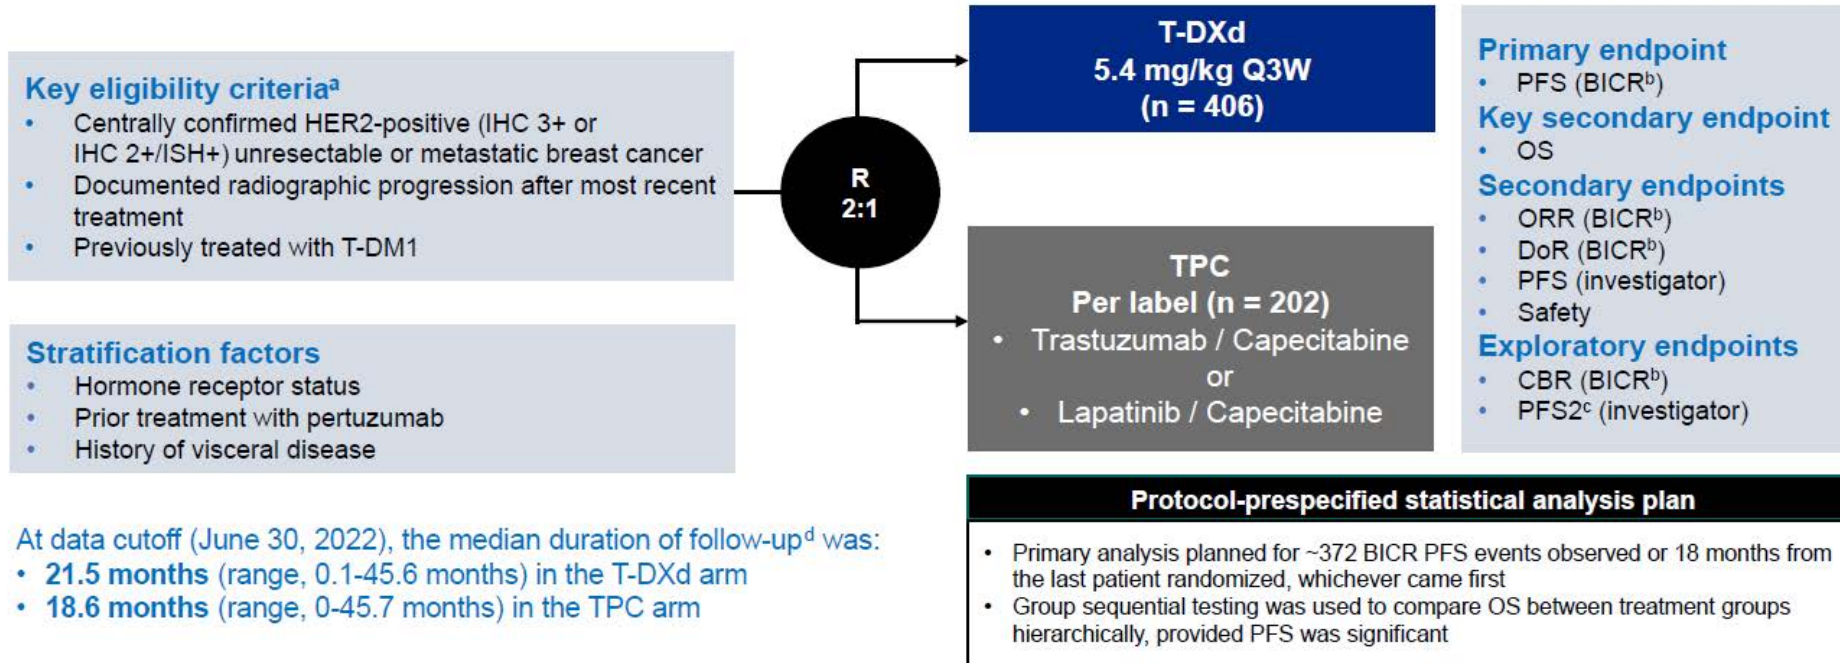 Key eligibility criteriaᵃ
• Centrally confirmed HER2-positive (IHC 3+ or
IHC 2+/ISH+) unresectable or metastatic breast cancer
• Documented radiographic progression after most recent
treatment
• Previously treated with T-DM1
Stratification factors
• Hormone receptor status
• Prior treatment with pertuzumab
• History of visceral disease
At data cutoff (June 30, 2022), the median duration of follow-upᵈ was:
• 21.5 months (range, 0.1-45.6 months) in the T-DXd arm
• 18.6 months (range, 0-45.7 months) in the TPC arm
R
2:1
T-DXd
5.4 mg/kg Q3W
(n = 406)
TPC
Per label (n = 202)
• Trastuzumab / Capecitabine
or
• Lapatinib / Capecitabine
Primary endpoint
• PFS (BICRᵇ)
Key secondary endpoint
• OS
Secondary endpoints
• ORR (BICRᵇ)
• DoR (BICRᵇ)
• PFS (investigator)
• Safety
Exploratory endpoints
• CBR (BICRᵇ)
• PFS2ᶜ (investigator)
Protocol-prespecified statistical analysis plan
• Primary analysis planned for ~372 BICR PFS events observed or 18 months from
the last patient randomized, whichever came first
• Group sequential testing was used to compare OS between treatment groups
hierarchically, provided PFS was significant